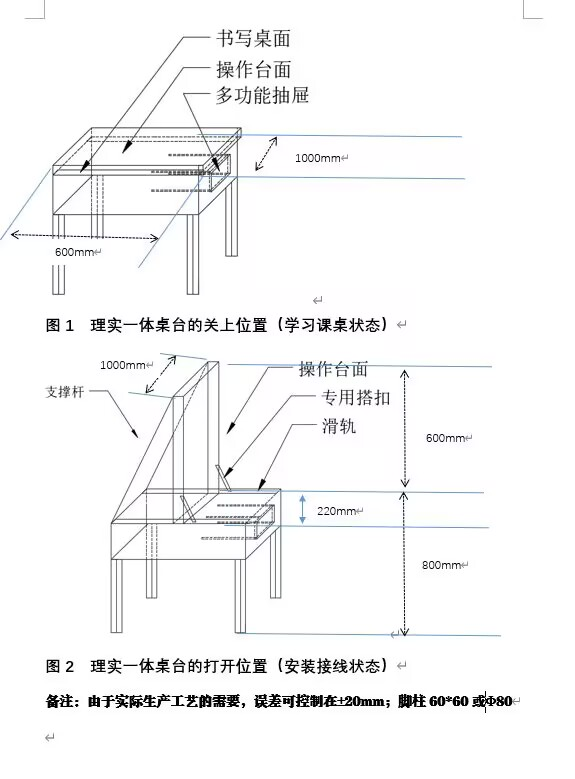 书写桌面
操作台面
多功能抽屉
1000mm
600mm
图 1 理实一体桌台的关上位置（学习课桌状态）
1000mm
操作台面
支撑杆
专用搭扣
滑轨
600mm
220mm
800mm
图 2 理实一体桌台的打开位置（安装接线状态）
备注：由于实际生产工艺的需要，误差可控制在±20mm；脚柱 60*60 或Φ80